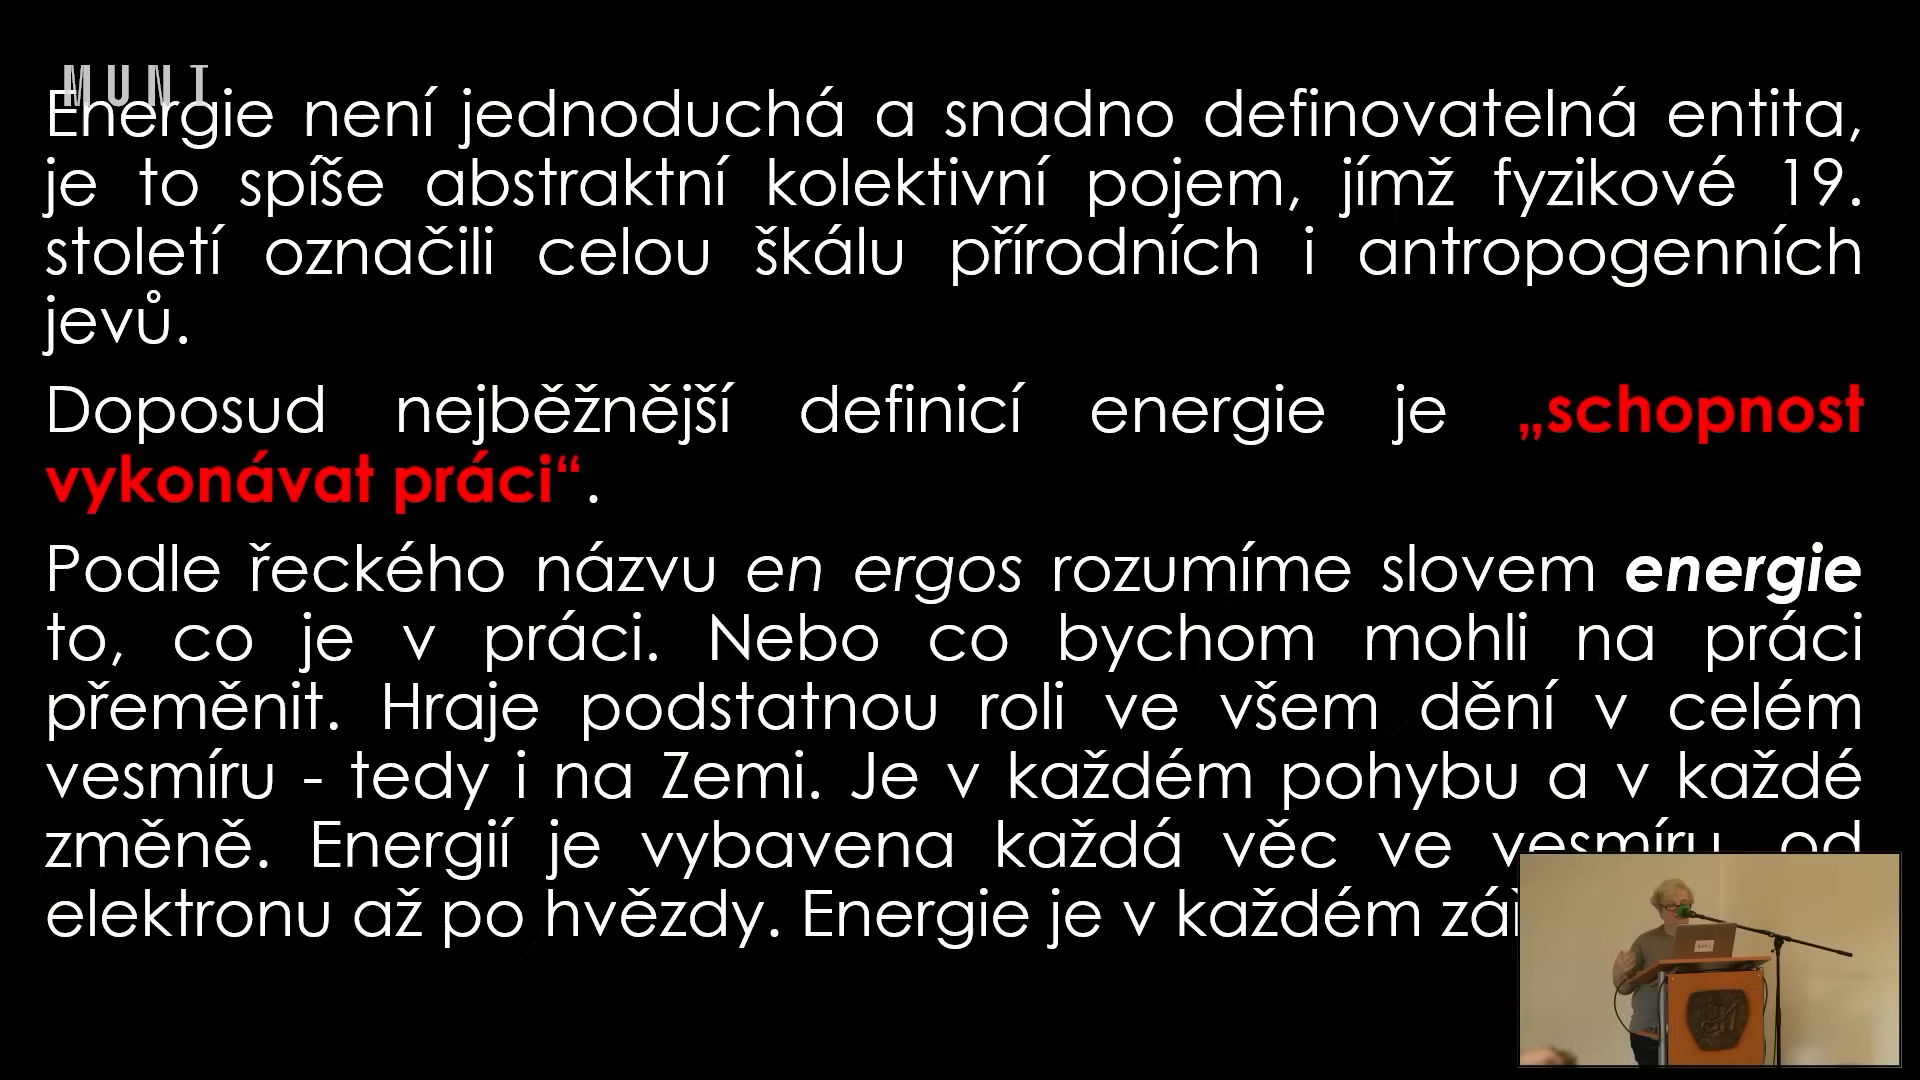 MUNI
Energie není jednoduchá a snadno definovatelná entita,
je to spíše abstraktní kolektivní pojem, jímž fyzikové 19.
století označili celou škálu přírodních i antropogenních
jevů.
Doposud nejběžnější definicí energie je „schopnost
vykonávat práci“.
Podle řeckého názvu en ergos rozumíme slovem energie
to, co je v práci. Nebo co bychom mohli na práci
přeměnit. Hraje podstatnou roli ve všem dění v celém
vesmíru - tedy i na Zemi. Je v každém pohybu a v každé
změně. Energií je vybavena každá věc ve vesmíru, od
elektronu až po hvězdy. Energie je v každém